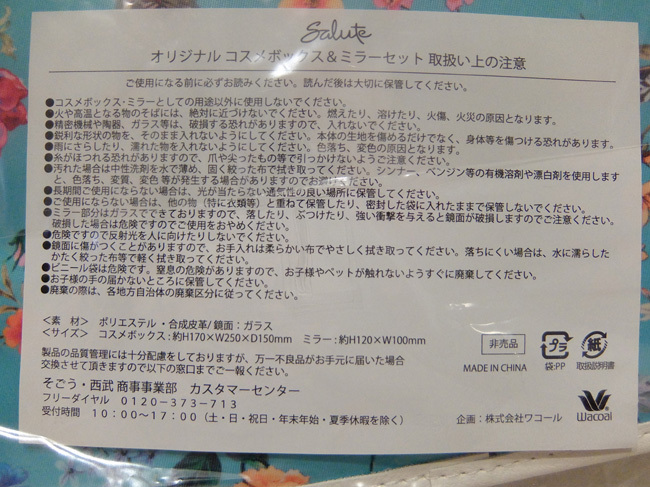 Salute
オリジナル コスメボックス＆ミラーセット 取扱い上の注意
ご使用になる前に必ずお読みください。読んだ後は大切に保管してください。
●コスメボックス・ミラーとしての用途以外に使用しないでください。
●火や高温となる物のそばには、絶対に近づけないでください。燃えたり、溶けたり、火傷、火災の原因となります。
●精密機械や陶器、ガラス等は、破損する恐れがありますので、入れないでください。
●鋭利な形状の物を、そのまま入れないようにしてください。本体の生地を傷めるだけでなく、身体等を傷つける恐れがあります。
●雨にさらしたり、濡れた物を入れないようにしてください。色落ち、変色の原因となります。
●糸がほつれる恐れがありますので、爪や尖ったもの等で引っかけないようご注意ください。
●汚れた場合は中性洗剤を水で薄め、固く絞った布で拭き取ってください。シンナー、ベンジン等の有機溶剤や漂白剤を使用しますと、色落ち、変質、変色等が発生する場合がありますのでお避けください。
●長期間ご使用にならない場合は、光が当たらない通気性の良い場所に保管してください。
●ご使用にならない場合は、他の物（特に衣類等）と重ねて保管したり、密封した袋に入れたままで保管しないでください。
●ミラー部分はガラスでできておりますので、落したり、ぶつけたり、強い衝撃を与えると鏡面が破損しますのでご注意ください。
破損した場合は危険ですのでご使用をおやめください。
●危険ですので反射光を人に向けたりしないでください。
●鏡面に傷がつくことがありますので、お手入れは柔らかい布でやさしく拭き取ってください。落ちにくい場合は、水に濡らした
かたく絞った布等で軽く拭き取ってください。
●ビニール袋は危険です。窒息の危険がありますので、お子様やペットが触れないようすぐに廃棄してください。
●お子様の手の届かないところに保管してください。
●廃棄の際は、各地方自治体の廃棄区分に従ってください。
＜素 材＞ ポリエステル・合成皮革/鏡面：ガラス
＜サイズ＞ コスメボックス：約H170×W250×D150mm ミラー：約H120×W100mm
製品の品質管理には十分配慮をしておりますが、万一不良品がお手元に届いた場合
交換させて頂きますので以下の窓口までご一報ください。
そごう・西武 商事事業部 カスタマーセンター
フリーダイヤル 0120-373-713
受付時間 10：00〜17：00（土・日・祝日・年末年始・夏季休暇を除く）
非売品
MADE IN CHINA
プラ
袋:PP
紙
取扱説明書
企画：株式会社ワコール
Wacoal